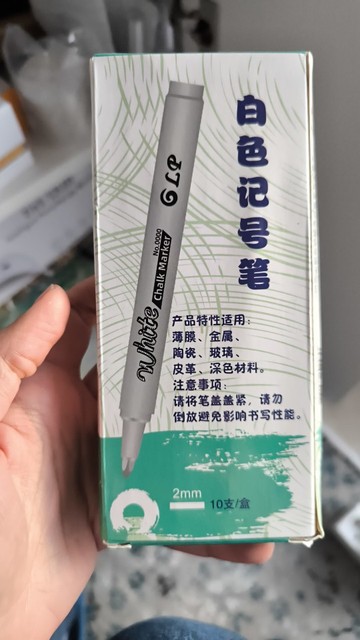 白色记号笔
GLP
No.9000
White
Chalk Marker
产品特性适用：
薄膜、金属、
陶瓷、玻璃、
皮革、深色材料。
注意事项：
请将笔盖盖紧，请勿
倒放避免影响书写性能。
2mm
10支/盒